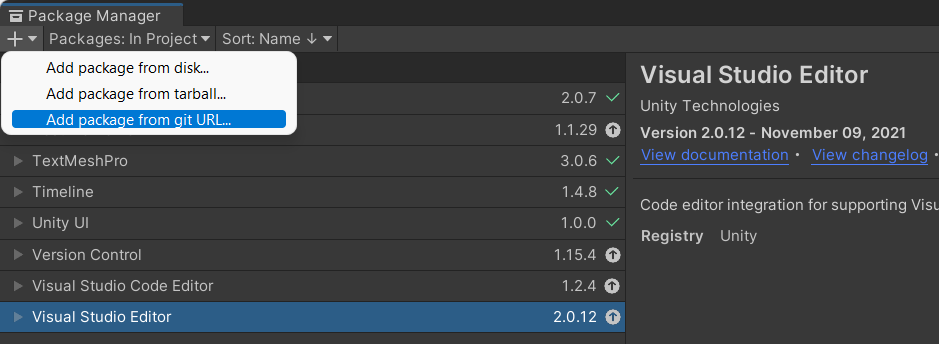 Package Manager
+ Packages: In Project Sort: Name ↓
Add package from disk...
Add package from tarball...
Add package from git URL...
2.0.7
1.1.29
TextMeshPro 3.0.6
Timeline 1.4.8
Unity UI 1.0.0
Version Control 1.15.4
Visual Studio Code Editor 1.2.4
Visual Studio Editor 2.0.12
Visual Studio Editor
Unity Technologies
Version 2.0.12 - November 09, 2021
View documentation • View changelog •
Code editor integration for supporting Visu
Registry Unity